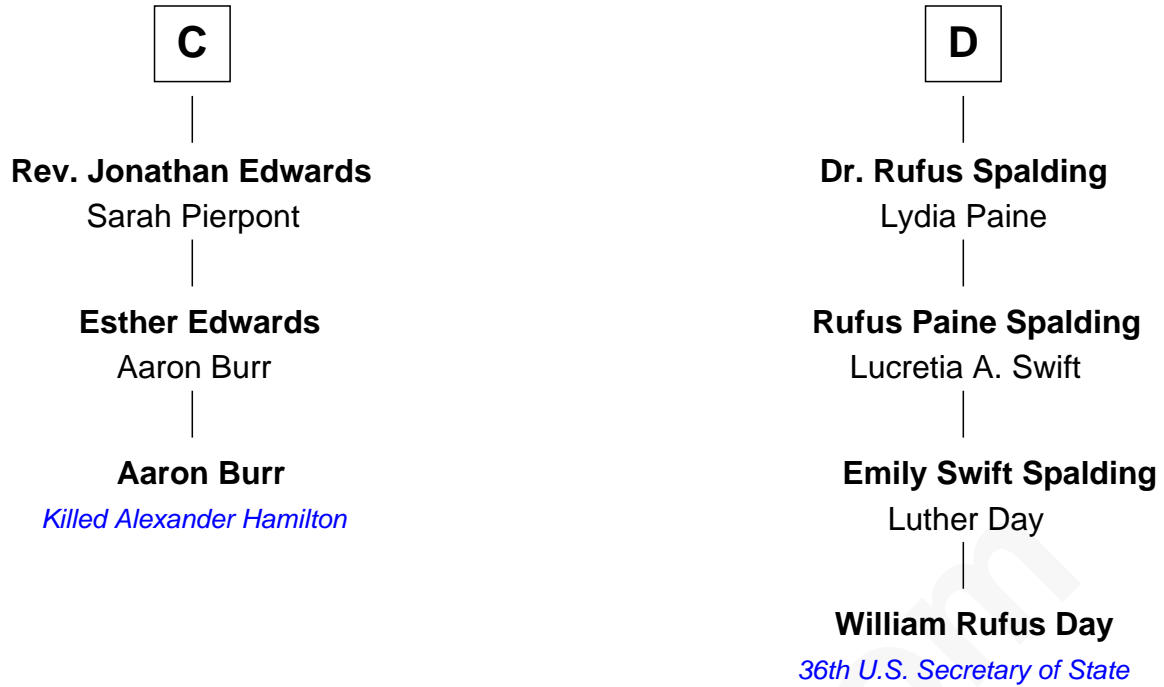 C
Rev. Jonathan Edwards
Sarah Pierpont
Esther Edwards
Aaron Burr
Aaron Burr
Killed Alexander Hamilton
D
Dr. Rufus Spalding
Lydia Paine
Rufus Paine Spalding
Lucretia A. Swift
Emily Swift Spalding
Luther Day
William Rufus Day
36th U.S. Secretary of State
om